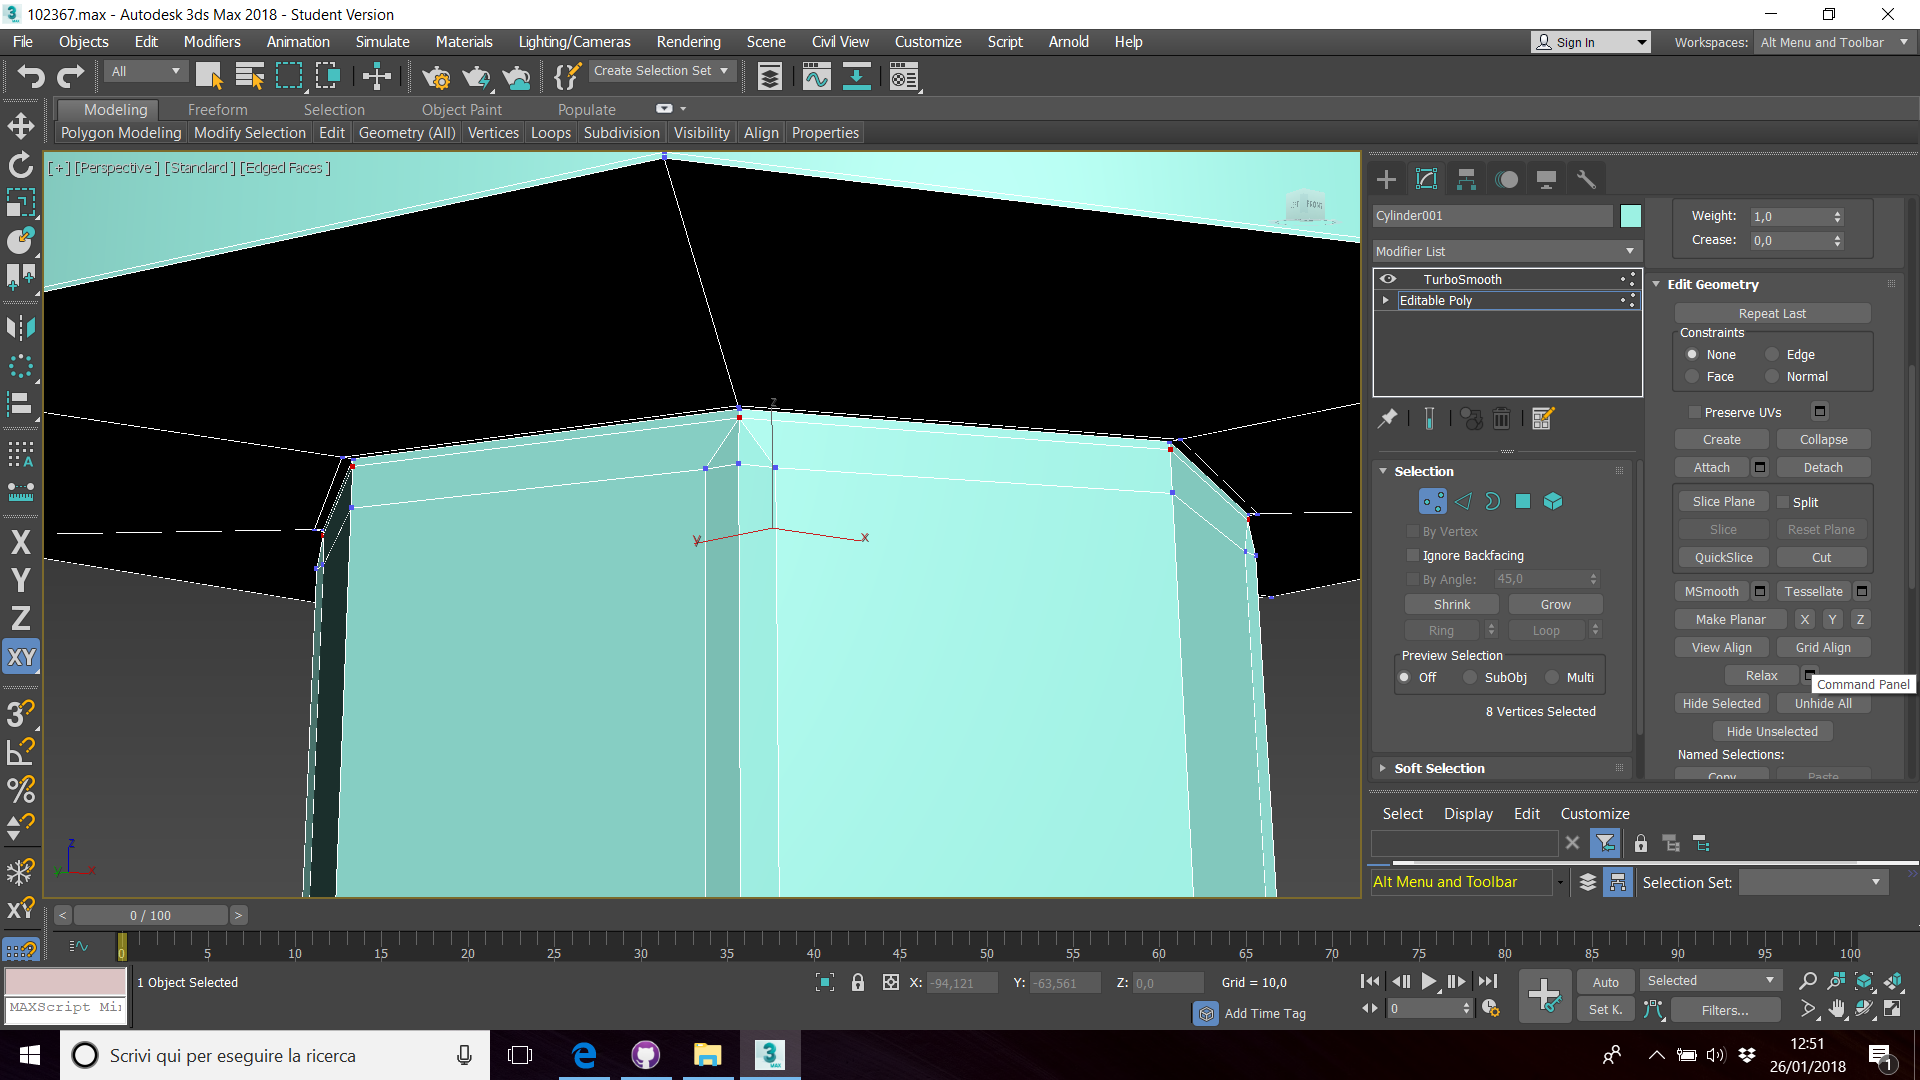 102367.max - Autodesk 3ds Max 2018 - Student Version
File Objects Edit Modifiers Animation Simulate Materials Lighting/Cameras Rendering Scene Civil View Customize Script Arnold Help
Sign In Workspaces: Alt Menu and Toolbar
All Create Selection Set
Modeling Freeform Selection Object Paint Populate
Polygon Modeling Modify Selection Edit Geometry (All) Vertices Loops Subdivision Visibility Align Properties
[ + ] [Perspective ] [Standard ] [Edged Faces ]
FRONT
Cylinder001
Modifier List
TurboSmooth
Editable Poly
Weight: 1,0
Crease: 0,0
Edit Geometry
Repeat Last
Constraints
None Edge
Face Normal
Preserve UVs
Create Collapse
Attach Detach
Slice Plane Split
Slice Reset Plane
QuickSlice Cut
MSmooth Tessellate
Make Planar X Y Z
View Align Grid Align
Relax
Command Panel
Hide Selected Unhide All
Hide Unselected
Named Selections:
Copy Paste
Selection
By Vertex
Ignore Backfacing
By Angle: 45,0
Shrink Grow
Ring Loop
Preview Selection
Off SubObj Multi
8 Vertices Selected
Soft Selection
Select Display Edit Customize
Alt Menu and Toolbar Selection Set:
X
Y
Z
XY
3
%
XY
z
y x
z
y x
< 0 / 100 >
0 5 10 15 20 25 30 35 40 45 50 55 60 65 70 75 80 85 90 95 100
1 Object Selected X: -94,121 Y: -63,561 Z: 0,0 Grid = 10,0
Add Time Tag
0
Auto Selected
Set K. Filters...
MAXScript Mi
Scrivi qui per eseguire la ricerca
3 MAX
12:51
26/01/2018
1